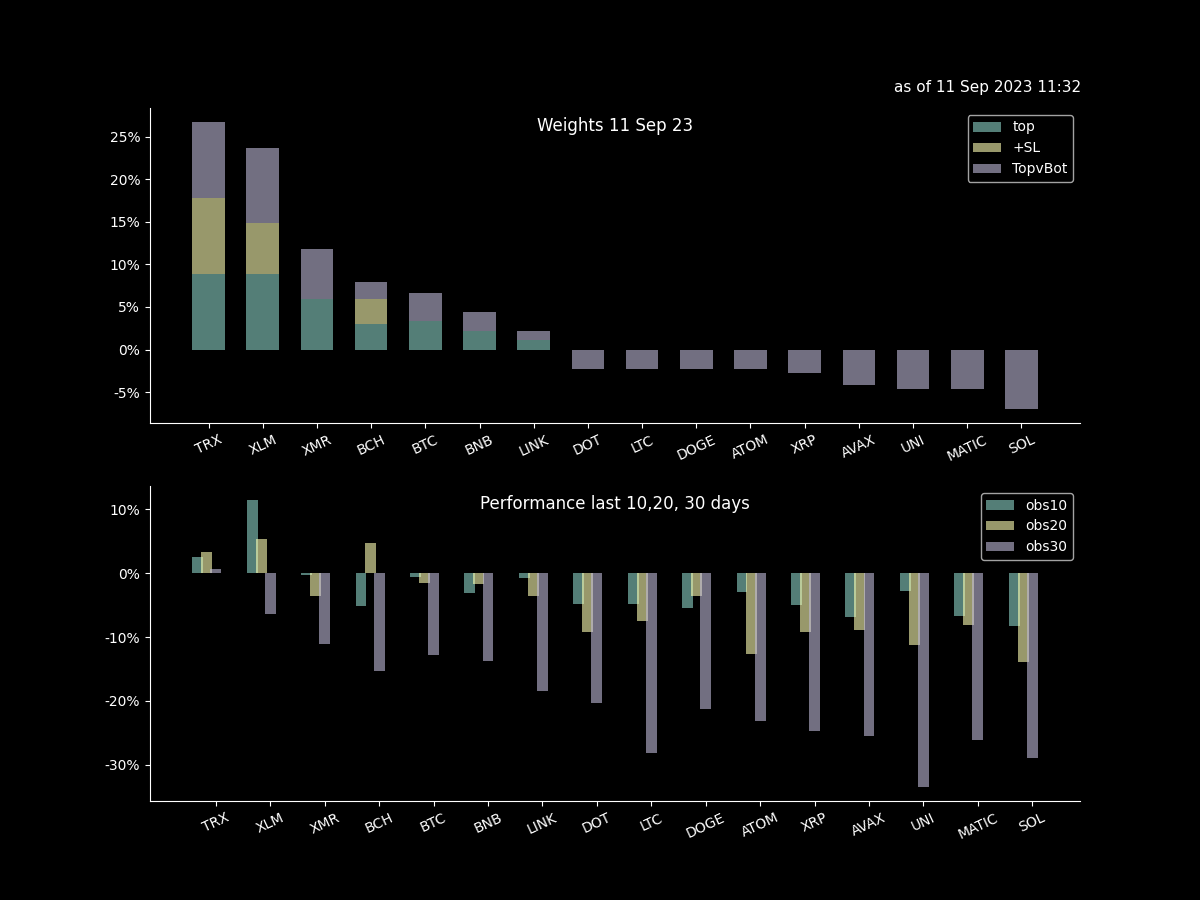 as of 11 Sep 2023 11:32
Weights 11 Sep 23
top
+SL
TopvBot
25%
20%
15%
10%
5%
0%
-5%
TRX XLM XMR BCH BTC BNB LINK DOT LTC DOGE ATOM XRP AVAX UNI MATIC SOL
Performance last 10,20, 30 days
obs10
obs20
obs30
10%
0%
-10%
-20%
-30%
TRX XLM XMR BCH BTC BNB LINK DOT LTC DOGE ATOM XRP AVAX UNI MATIC SOL